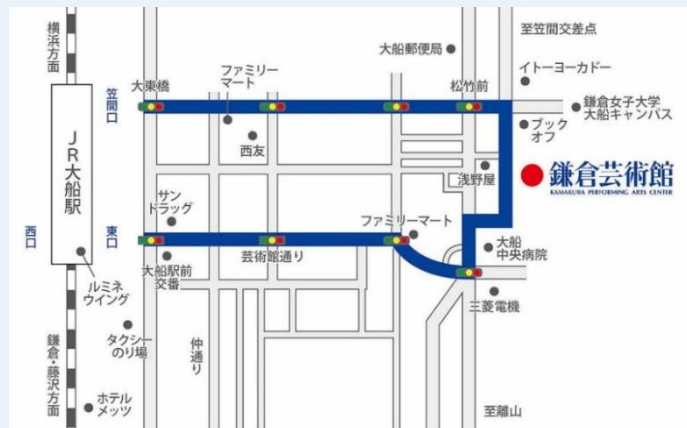 横浜方面
至笠間交差点
大船郵便局
ファミリー
マート
大東橋
松竹前
イトーヨーカドー
笠間口
鎌倉女子大学
大船キャンパス
ブック
オフ
西友
JR大船駅
浅野屋
鎌倉芸術館
KAMAKURA PERFORMING ARTS CENTER
サン
ドラッグ
ファミリーマート
西口
東口
大船駅前
交番
芸術館通り
大船
中央病院
ルミネ
ウイング
三菱電機
タクシー
のり場
仲通り
鎌倉・藤沢方面
ホテル
メッツ
至離山